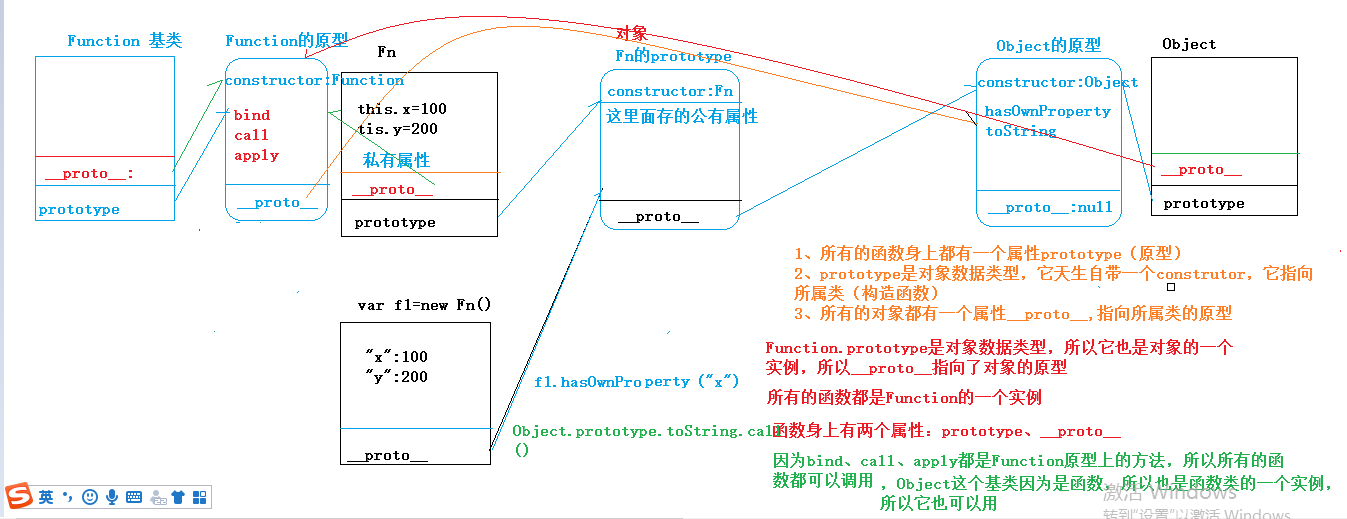 Function 基类
Function的原型
Fn
对象
Fn的prototype
Object的原型
Object
constructor:Function
bind
call
apply
__proto__
__proto__:
prototype
this.x=100
tis.y=200
私有属性
__proto__
prototype
constructor:Fn
这里面存的公有属性
__proto__
constructor:Object
hasOwnProperty
toString
__proto__:null
__proto__
prototype
1、所有的函数身上都有一个属性prototype（原型）
2、prototype是对象数据类型，它天生自带一个construtor，它指向
所属类（构造函数）
3、所有的对象都有一个属性__proto__,指向所属类的原型
var f1=new Fn()
"x":100
"y":200
__proto__
f1.hasOwnProperty（"x"）
Object.prototype.toString.call
()
Function.prototype是对象数据类型，所以它也是对象的一个
实例，所以__proto__指向了对象的原型
所有的函数都是Function的一个实例
函数身上有两个属性：prototype、__proto__
因为bind、call、apply都是Function原型上的方法，所以所有的函
数都可以调用 ，Object这个基类因为是函数，所以也是函数类的一个实例，
所以它也可以用
激活 Windows
转到"设置"以激活 Windows
英